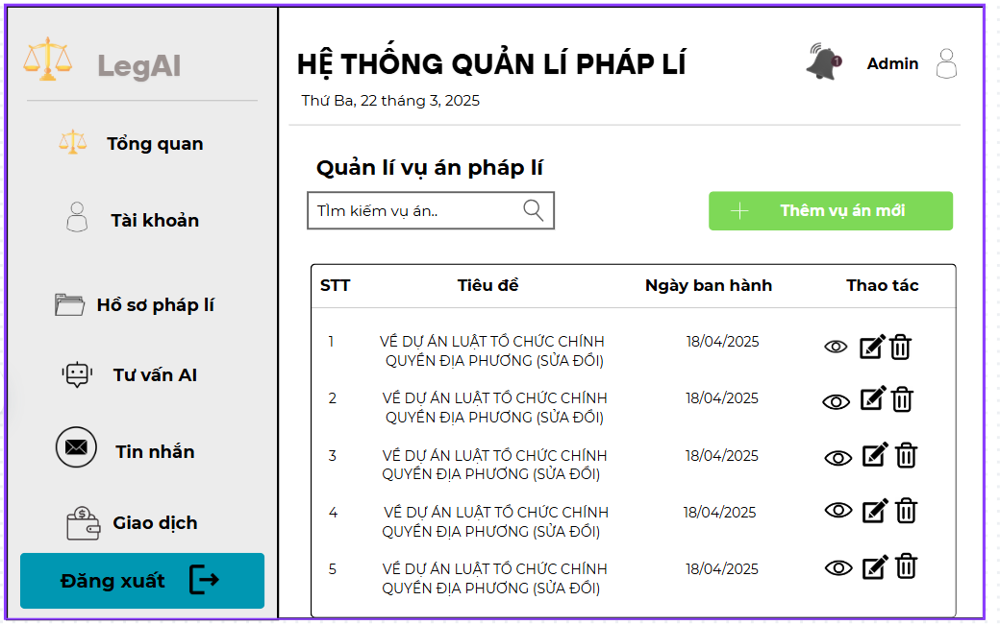 LegAI
Tổng quan
Tài khoản
Hồ sơ pháp lí
Tư vấn AI
Tin nhắn
Giao dịch
Đăng xuất
HỆ THỐNG QUẢN LÍ PHÁP LÍ
Thứ Ba, 22 tháng 3, 2025
1
Admin
Quản lí vụ án pháp lí
TÌm kiếm vụ án..
Thêm vụ án mới
STT Tiêu đề Ngày ban hành Thao tác
1 VỀ DỰ ÁN LUẬT TỔ CHỨC CHÍNH 18/04/2025
QUYỀN ĐỊA PHƯƠNG (SỬA ĐỔI)
2 VỀ DỰ ÁN LUẬT TỔ CHỨC CHÍNH 18/04/2025
QUYỀN ĐỊA PHƯƠNG (SỬA ĐỔI)
3 VỀ DỰ ÁN LUẬT TỔ CHỨC CHÍNH 18/04/2025
QUYỀN ĐỊA PHƯƠNG (SỬA ĐỔI)
4 VỀ DỰ ÁN LUẬT TỔ CHỨC CHÍNH 18/04/2025
QUYỀN ĐỊA PHƯƠNG (SỬA ĐỔI)
5 VỀ DỰ ÁN LUẬT TỔ CHỨC CHÍNH 18/04/2025
QUYỀN ĐỊA PHƯƠNG (SỬA ĐỔI)